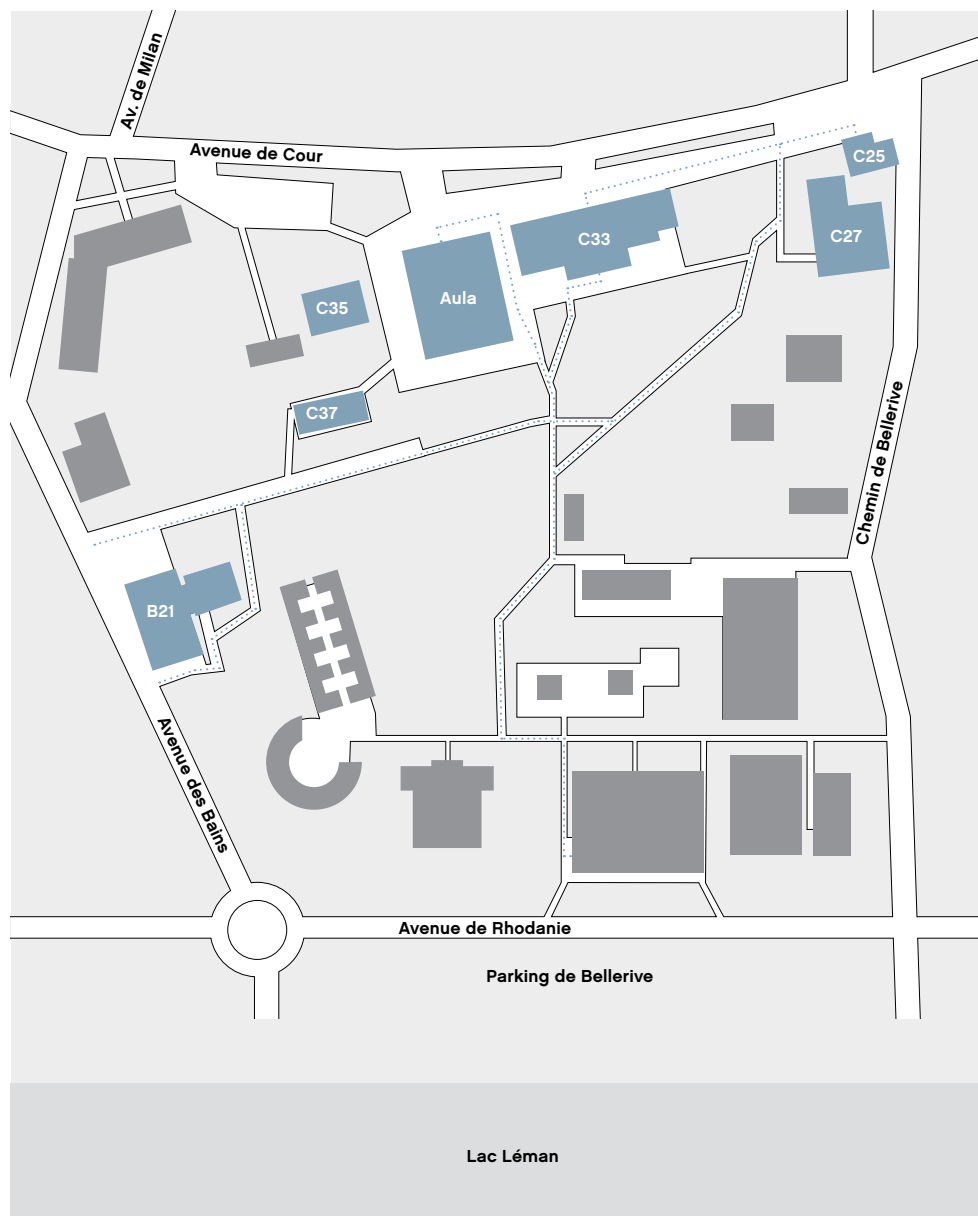 Av. de Milan
Avenue de Cour
C25
C33
C27
Aula
C35
C37
Chemin de Bellerive
B21
Avenue des Bains
Avenue de Rhodanie
Parking de Bellerive
Lac Léman